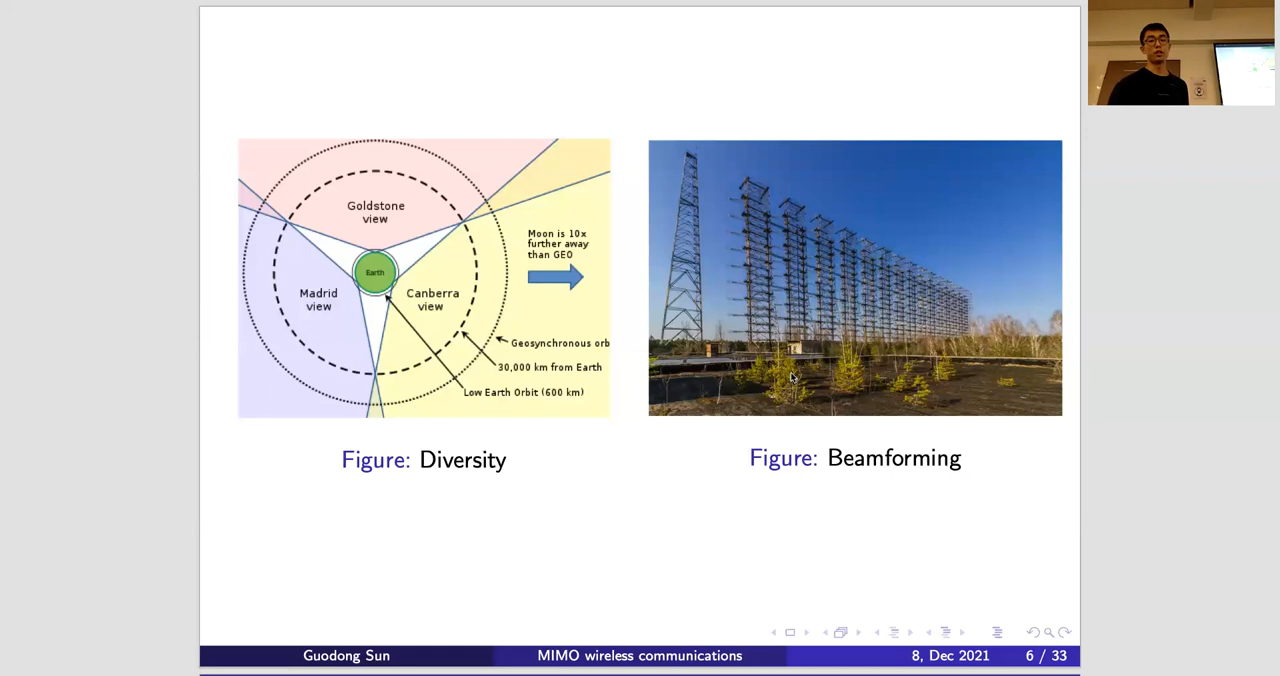 Goldstone
view
Moon is 10x
further away
than GEO
Earth
Madrid
view
Canberra
view
Geosynchronous orb
30,000 km from Earth
Low Earth Orbit (600 km)
Figure: Diversity
Figure: Beamforming
Guodong Sun
MIMO wireless communications
8, Dec 2021
6 / 33